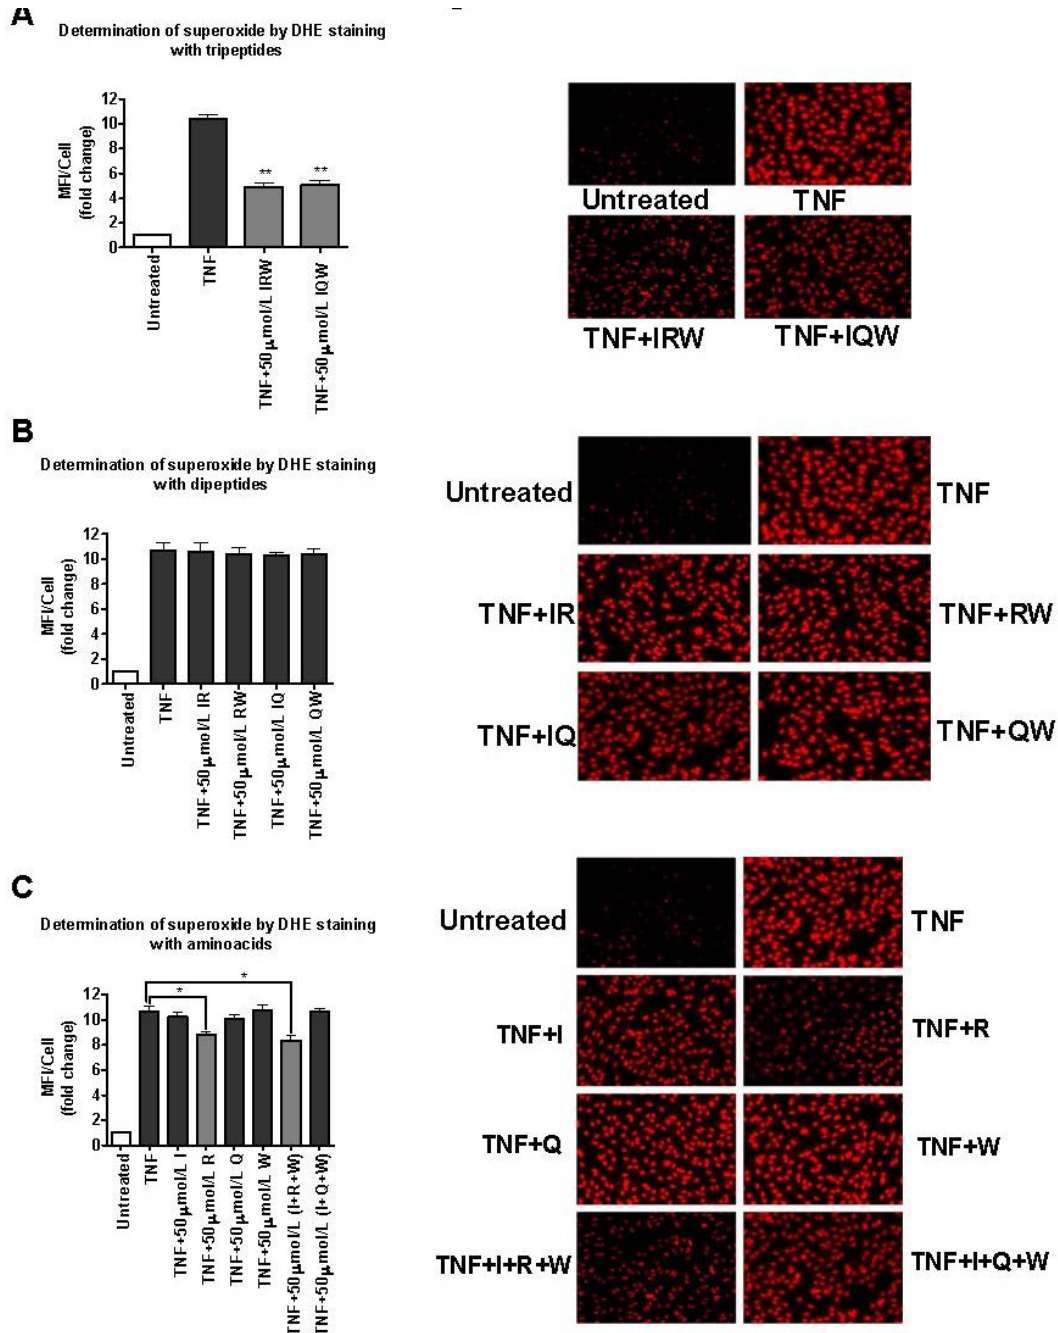 A
Determination of superoxide by DHE staining
with tripeptides
MFI/Cell
(fold change)
12
10
8
6
4
2
0
**
**
Untreated
TNF
TNF+50μmol/L IRW
TNF+50μmol/L IQW
Untreated
TNF
TNF+IRW
TNF+IQW
B
Determination of superoxide by DHE staining
with dipeptides
MFI/Cell
(fold change)
12
10
8
6
4
2
0
Untreated
TNF
TNF+50μmol/L IR
TNF+50μmol/L RW
TNF+50μmol/L IQ
TNF+50μmol/L QW
Untreated
TNF
TNF+IR
TNF+RW
TNF+IQ
TNF+QW
C
Determination of superoxide by DHE staining
with aminoacids
MFI/Cell
(fold change)
12
10
8
6
4
2
0
*
*
Untreated
TNF
TNF+50μmol/L I
TNF+50μmol/L R
TNF+50μmol/L Q
TNF+50μmol/L W
TNF+50μmol/L (I+R+W)
TNF+50μmol/L (I+Q+W)
Untreated
TNF
TNF+I
TNF+R
TNF+Q
TNF+W
TNF+I+R+W
TNF+I+Q+W